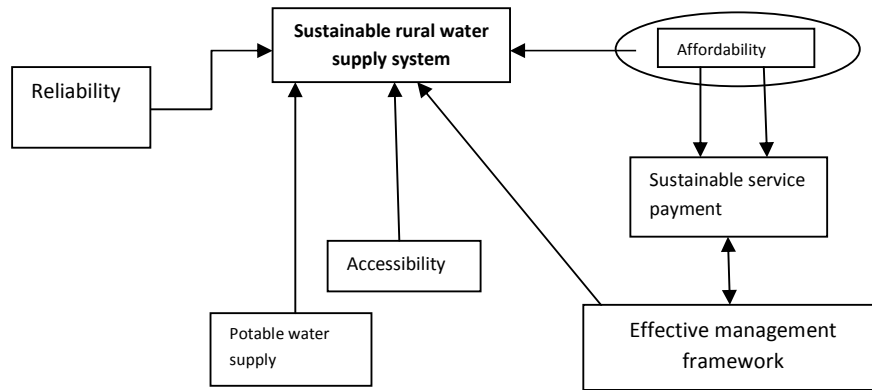 Sustainable rural water
supply system
Affordability
Reliability
Sustainable service
payment
Accessibility
Potable water
supply
Effective management
framework